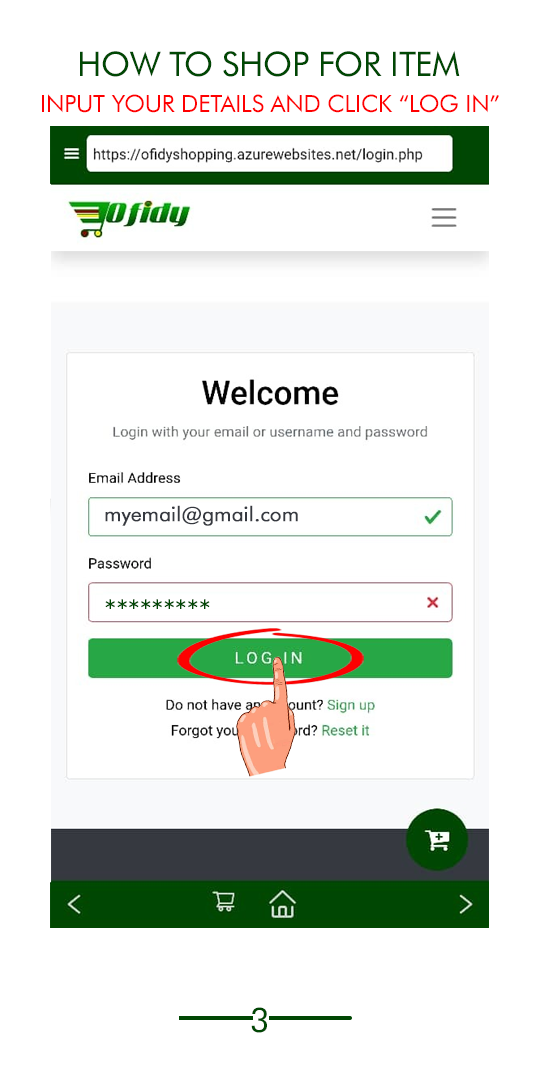 HOW TO SHOP FOR ITEM
INPUT YOUR DETAILS AND CLICK “LOG IN”
https://ofidyshopping.azurewebsites.net/login.php
Ofidy
Welcome
Login with your email or username and password
Email Address
myemail@gmail.com
Password
*********
LOG IN
Do not have an ount? Sign up
Forgot you rd? Reset it
3